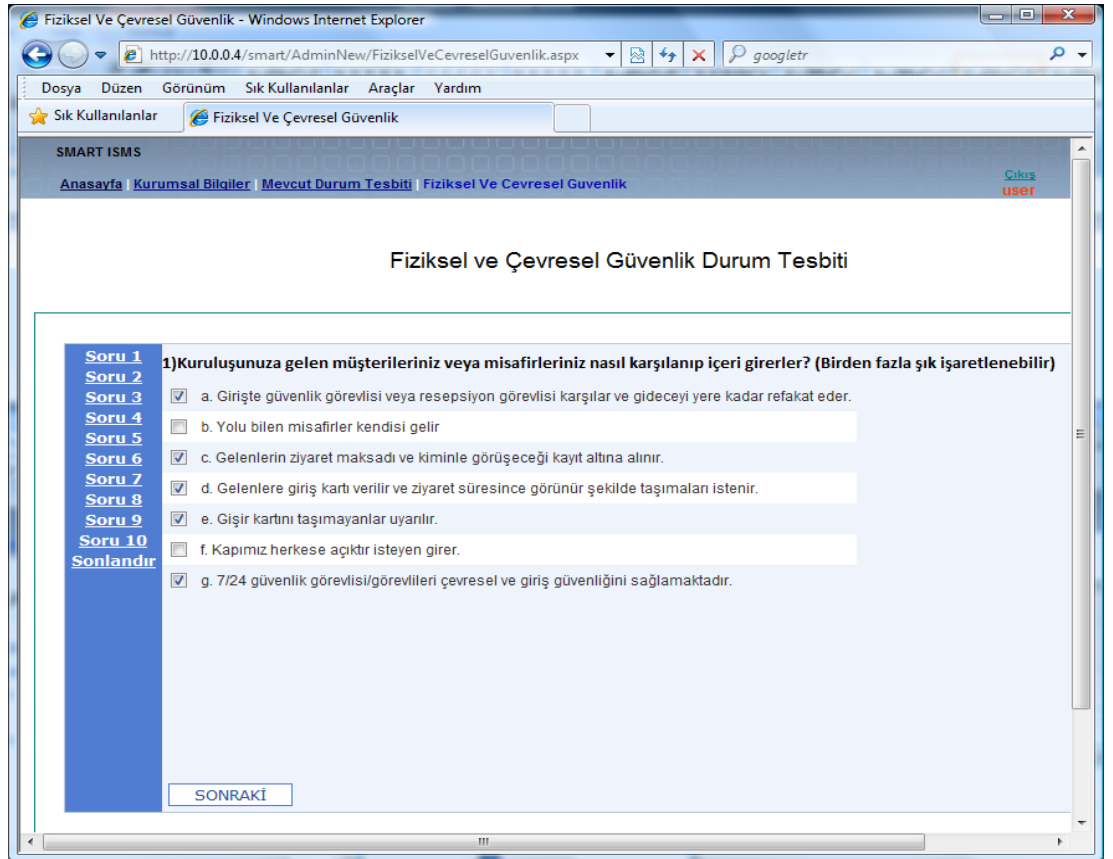 Fiziksel Ve Çevresel Güvenlik - Windows Internet Explorer
http://10.0.0.4/smart/AdminNew/FizikselVeCevreselGuvenlik.aspx
googletr
Dosya Düzen Görünüm Sık Kullanılanlar Araçlar Yardım
Sık Kullanılanlar Fiziksel Ve Çevresel Güvenlik
SMART ISMS
Anasayfa | Kurumsal Bilgiler | Mevcut Durum Tesbiti | Fiziksel Ve Cevresel Guvenlik
Çıkış
user
Fiziksel ve Çevresel Güvenlik Durum Tesbiti
Soru 1
Soru 2
Soru 3
Soru 4
Soru 5
Soru 6
Soru 7
Soru 8
Soru 9
Soru 10
Sonlandır
1)Kuruluşunuza gelen müşterileriniz veya misafirleriniz nasıl karşılanıp içeri girerler? (Birden fazla şık işaretlenebilir)
a. Girişte güvenlik görevlisi veya resepsiyon görevlisi karşılar ve gideceyi yere kadar refakat eder.
b. Yolu bilen misafirler kendisi gelir
c. Gelenlerin ziyaret maksadı ve kiminle görüşeceği kayıt altına alınır.
d. Gelenlere giriş kartı verilir ve ziyaret süresince görünür şekilde taşımaları istenir.
e. Gişir kartını taşımayanlar uyarılır.
f. Kapımız herkese açıktır isteyen girer.
g. 7/24 güvenlik görevlisi/görevlileri çevresel ve giriş güvenliğini sağlamaktadır.
SONRAKİ